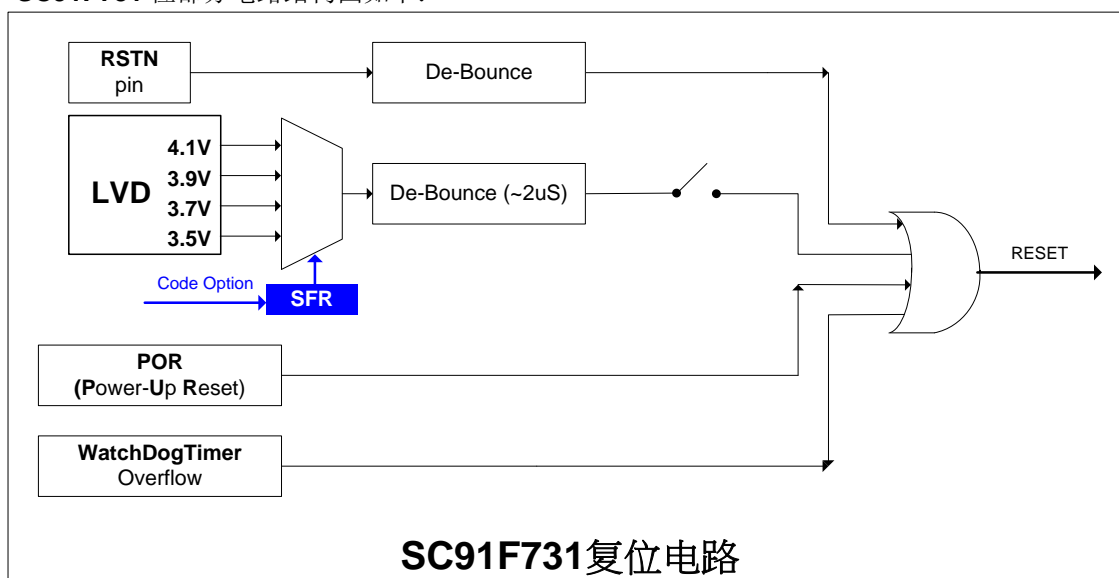 RSTN
pin
De-Bounce
LVD
4.1V
3.9V
3.7V
3.5V
De-Bounce (~2uS)
Code Option
SFR
RESET
POR
(Power-Up Reset)
WatchDogTimer
Overflow
SC91F731复位电路